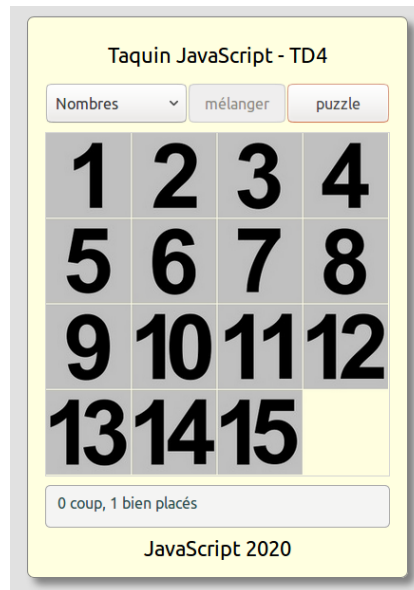 Taquin JavaScript - TD4
Nombres mélanger puzzle
1 2 3 4
5 6 7 8
9 10 11 12
13 14 15
0 coup, 1 bien placés
JavaScript 2020